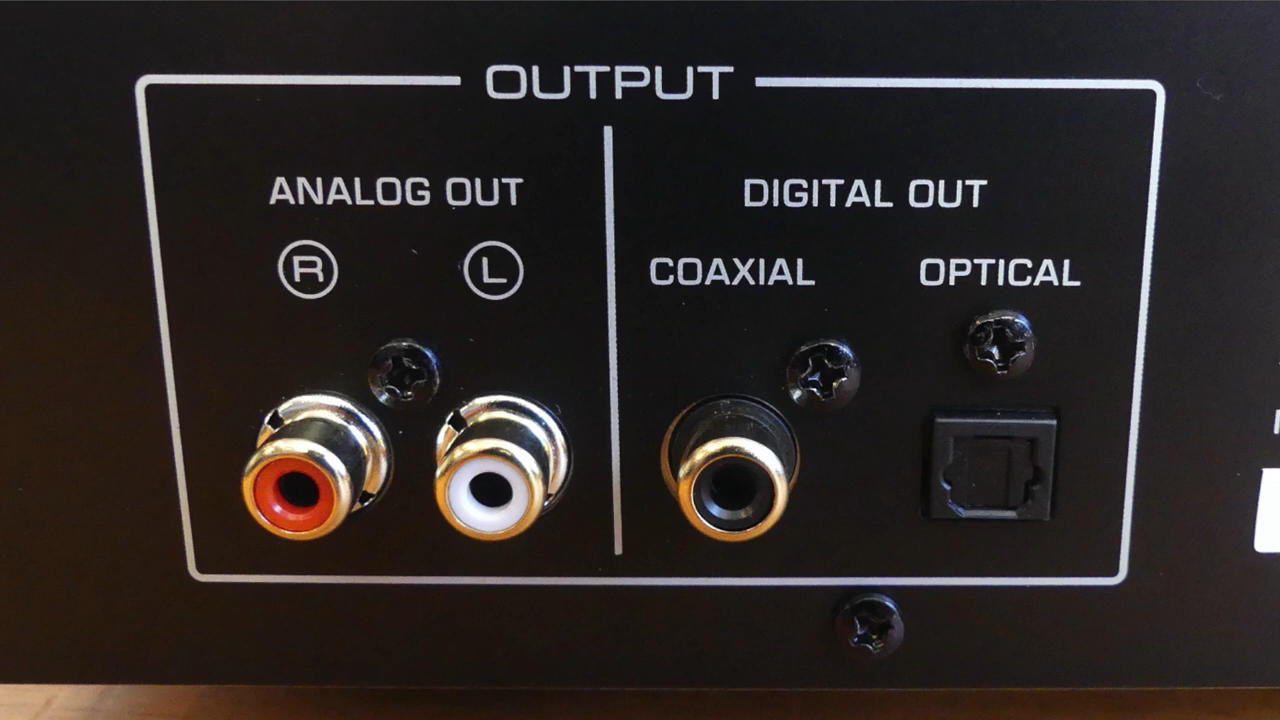 OUTPUT
ANALOG OUT
R L
DIGITAL OUT
COAXIAL OPTICAL